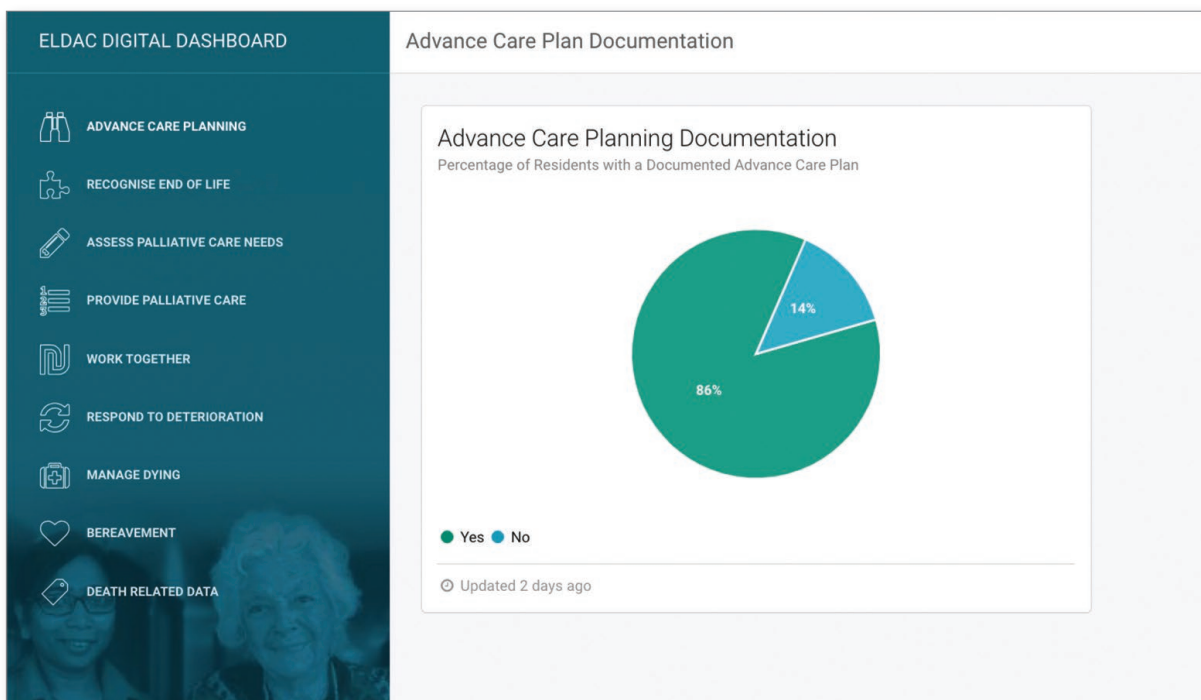 ELDAC DIGITAL DASHBOARD
ADVANCE CARE PLANNING
RECOGNISE END OF LIFE
ASSESS PALLIATIVE CARE NEEDS
PROVIDE PALLIATIVE CARE
WORK TOGETHER
RESPOND TO DETERIORATION
MANAGE DYING
BEREAVEMENT
DEATH RELATED DATA
Advance Care Plan Documentation
Advance Care Planning Documentation
Percentage of Residents with a Documented Advance Care Plan
14%
86%
Yes No
Updated 2 days ago